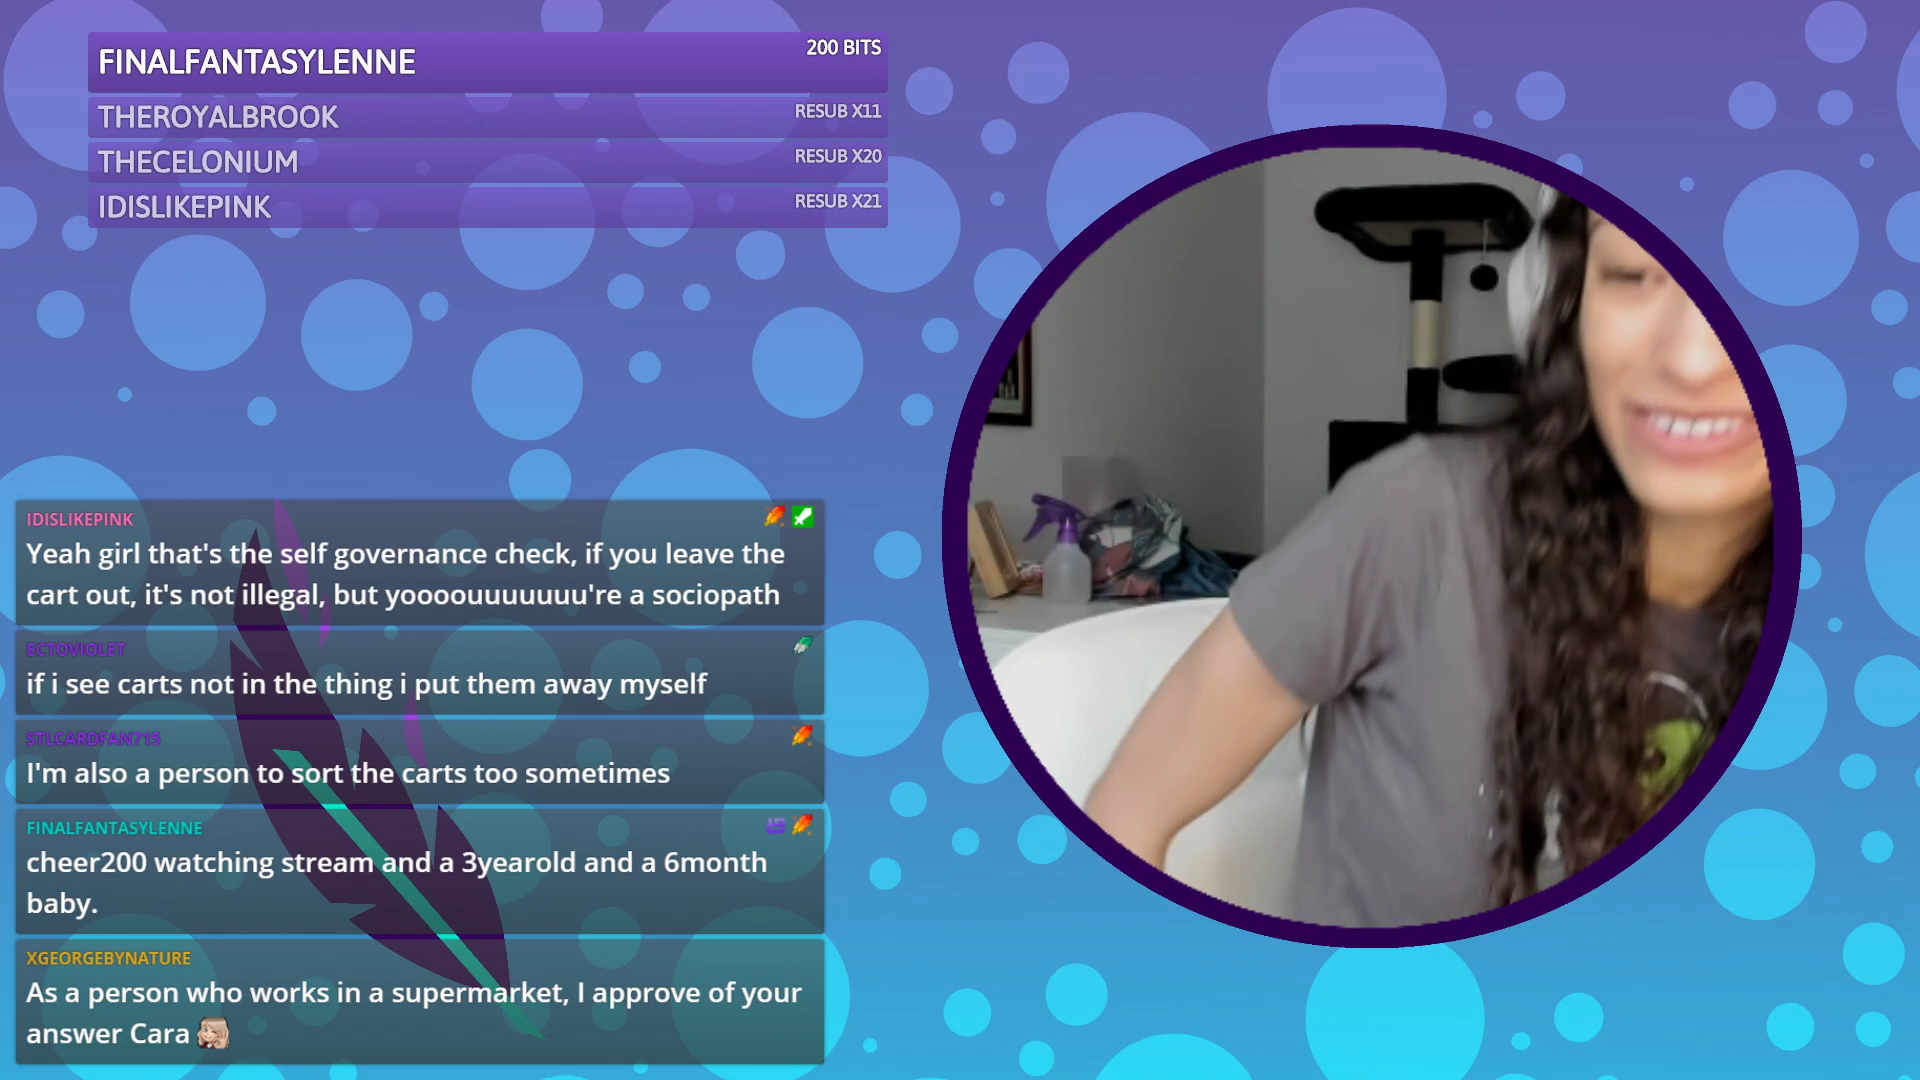 FINALFANTASYLENNE 200 BITS
THEROYALBROOK RESUB X11
THECELONIUM RESUB X20
IDISLIKEPINK RESUB X21
IDISLIKEPINK
Yeah girl that's the self governance check, if you leave the
cart out, it's not illegal, but yoooouuuuuuu're a sociopath
ECTOVIOLET
if i see carts not in the thing i put them away myself
STLCARDFAN715
I'm also a person to sort the carts too sometimes
FINALFANTASYLENNE
cheer200 watching stream and a 3yearold and a 6month
baby.
XGEORGEBYNATURE
As a person who works in a supermarket, I approve of your
answer Cara